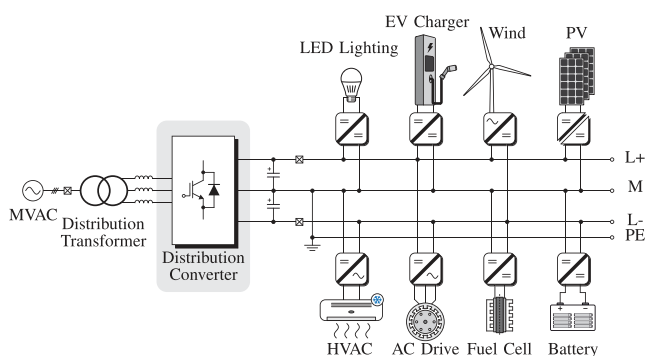 EV Charger
LED Lighting
Wind
PV
L+
M
L-
PE
MVAC
Distribution
Transformer
Distribution
Converter
HVAC
AC Drive
Fuel Cell
Battery